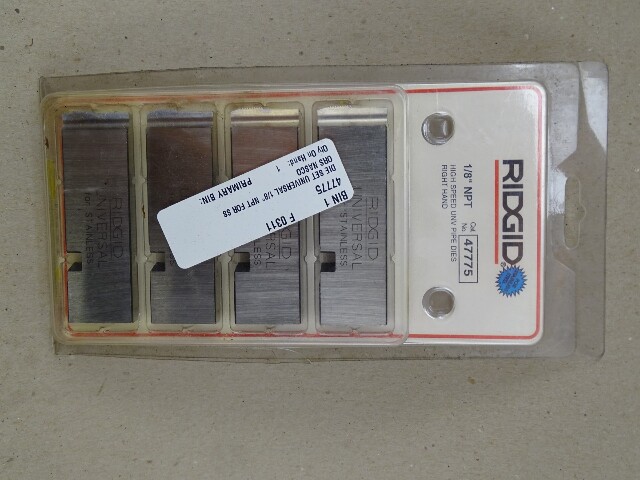 RIDGID
1/8" NPT
HIGH SPEED UNV PIPE DIES
RIGHT HAND
Cat. No. 47775
BIN 1
F 0311
47775
DIE SET UNIVERSAL 1/8" NPT FOR SS
ORS NASCO
Qty On Hand: 1
PRIMARY BIN:
RIDGID
UNIVERSAL
for STAINLESS
RIDGID
UNIVERSAL
STAINLESS